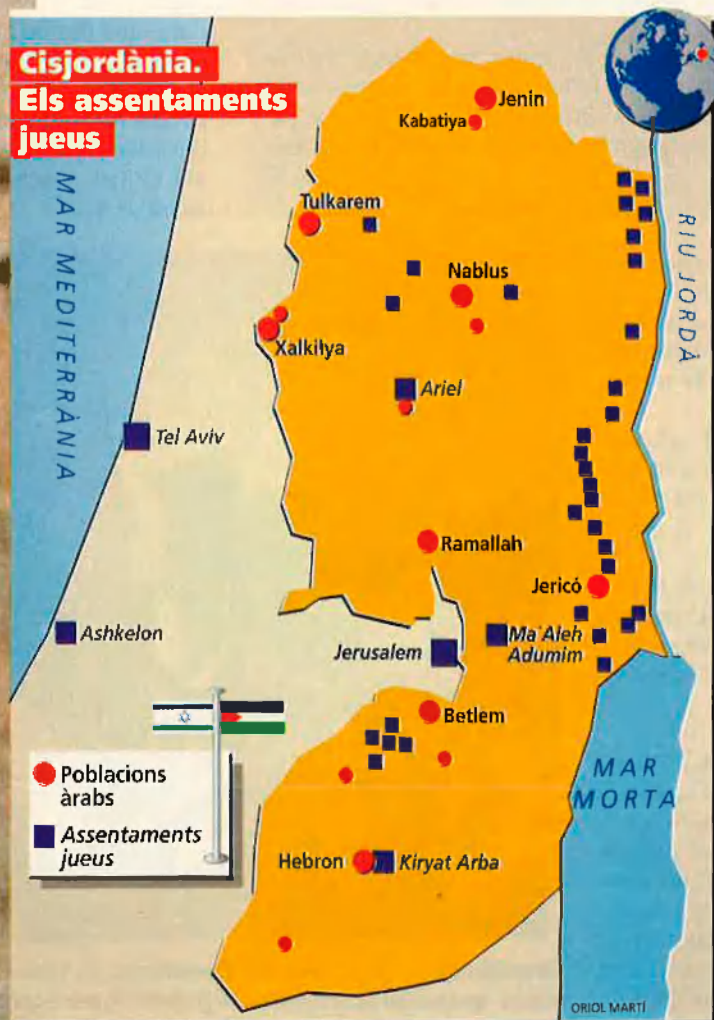 Cisjordània.
Els assentaments
jueus
MAR MEDITERRÀNIA
RIU JORDÀ
Jenin
Kabatiya
Tulkarem
Nablus
Xalkilya
Ariel
Tel Aviv
Ramallah
Jericó
Ashkelon
Jerusalem
Ma'Aleh
Adumim
Betlem
MAR
MORTA
Poblacions
àrabs
Assentaments
jueus
Hebron
Kiryat Arba
ORIOL MARTÍ